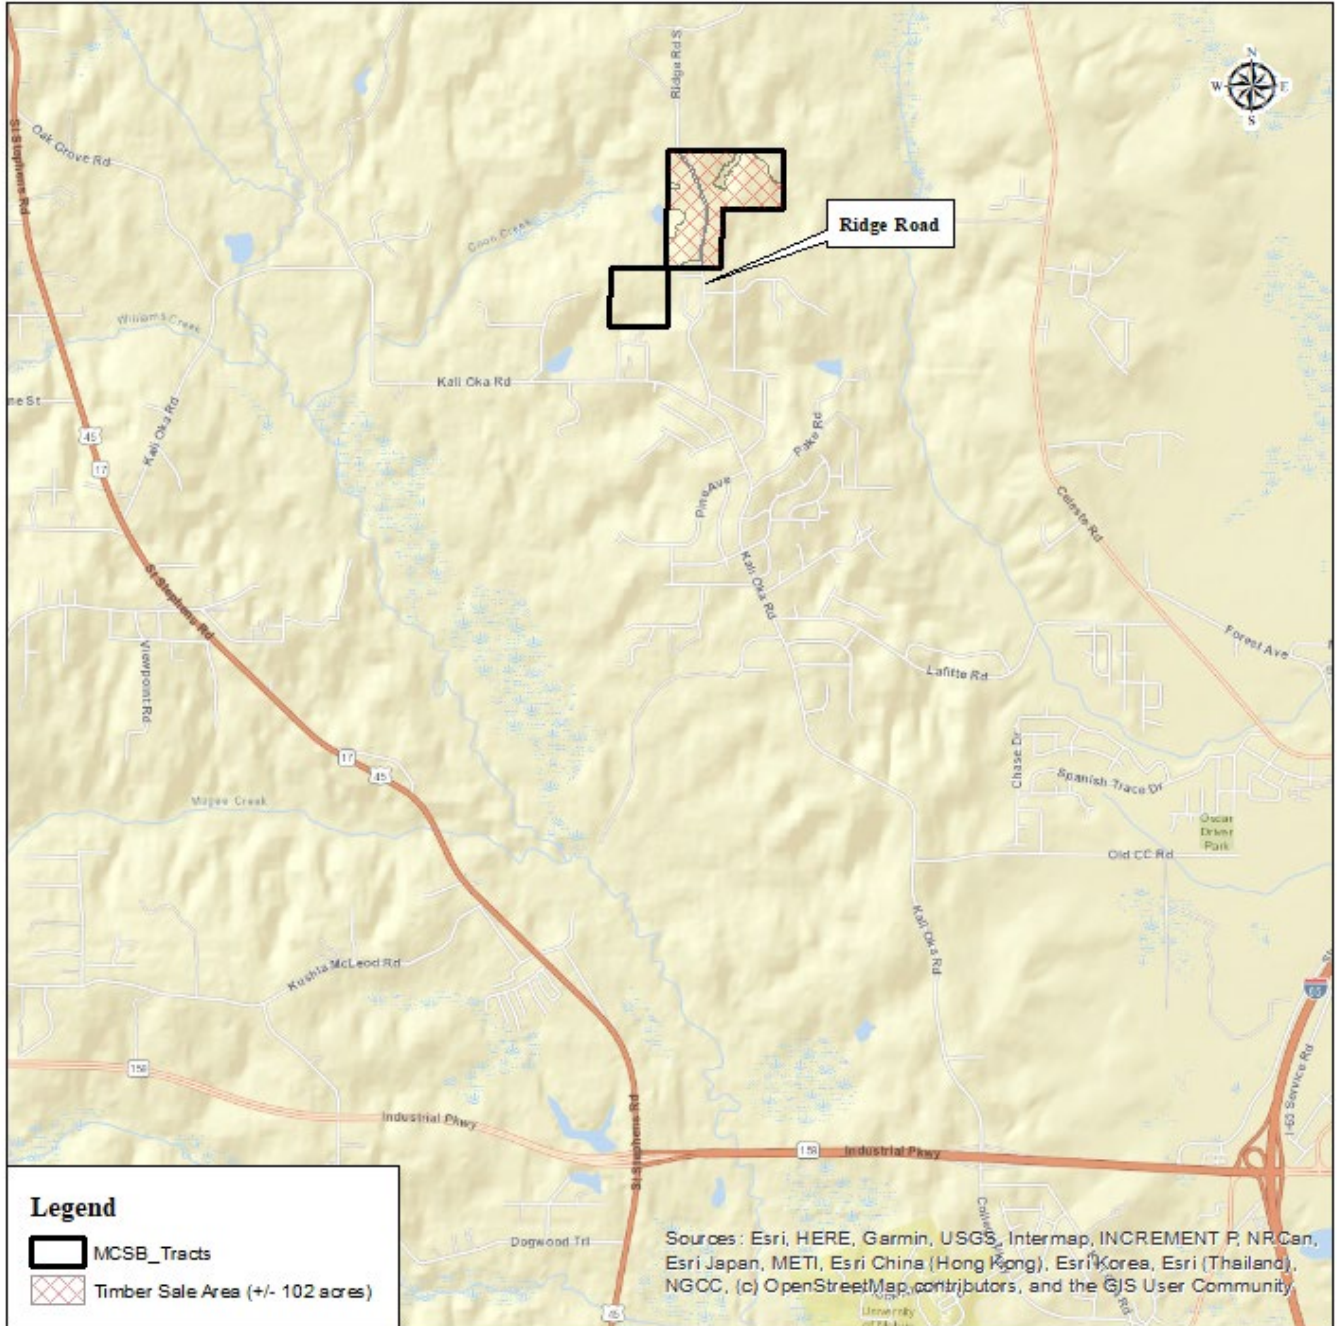 N
W E
S
Ridge Rd S
Oak Grove Rd
St Stephens Rd
Ridge Road
Coon Creek
Williams Creek
Kali Oka Rd
ne St
45
17
Kali Oka Rd
Pake Rd
Pine Ave
Celeste Rd
Kali Oka Rd
St Stephens Rd
Viewpoint Rd
Forest Ave
Lafitte Rd
Chase Dr
Spanish Trace Dr
17
45
Oscar
Driver
Park
Old CC Rd
Kali Oka Rd
Kushla McLeod Rd
65
I-65 Service Rd
158
Industrial Pkwy
St Stephens Rd
158
Industrial Pkwy
Dogwood Trl
45
University
Legend
MCSB_Tracts
Timber Sale Area (+/- 102 acres)
Sources: Esri, HERE, Garmin, USGS, Intermap, INCREMENT P, NRCan,
Esri Japan, METI, Esri China (Hong Kong), Esri Korea, Esri (Thailand),
NGCC, (c) OpenStreetMap contributors, and the GIS User Community